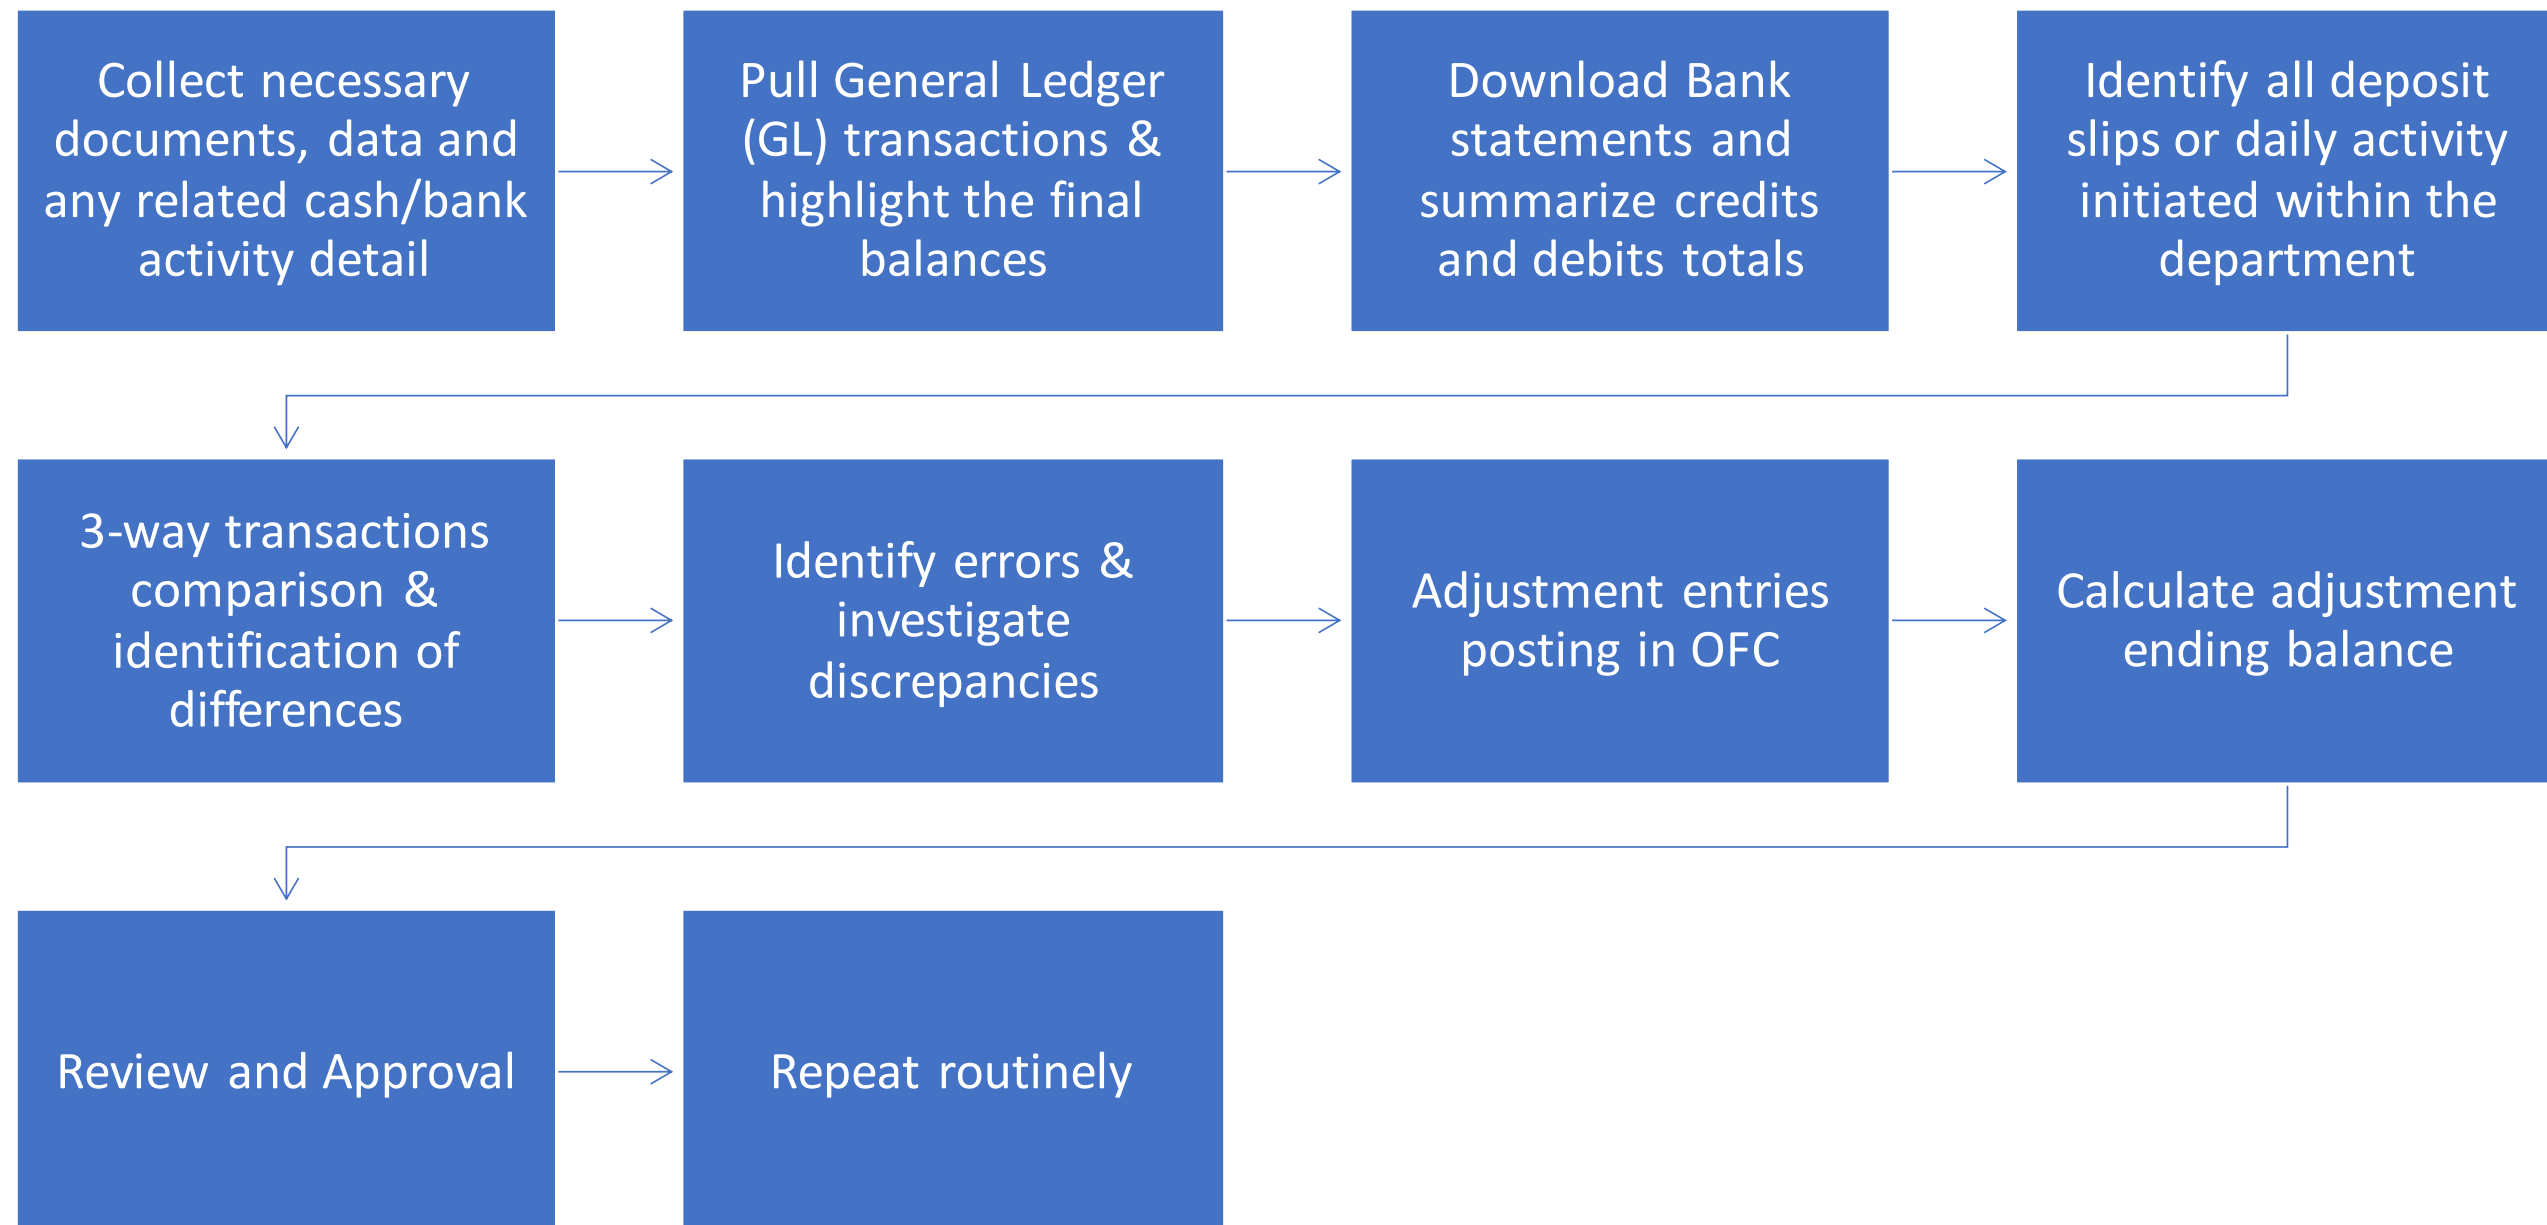 Collect necessary
documents, data and
any related cash/bank
activity detail
Pull General Ledger
(GL) transactions &
highlight the final
balances
Download Bank
statements and
summarize credits
and debits totals
Identify all deposit
slips or daily activity
initiated within the
department
3-way transactions
comparison &
identification of
differences
Identify errors &
investigate
discrepancies
Adjustment entries
posting in OFC
Calculate adjustment
ending balance
Review and Approval
Repeat routinely